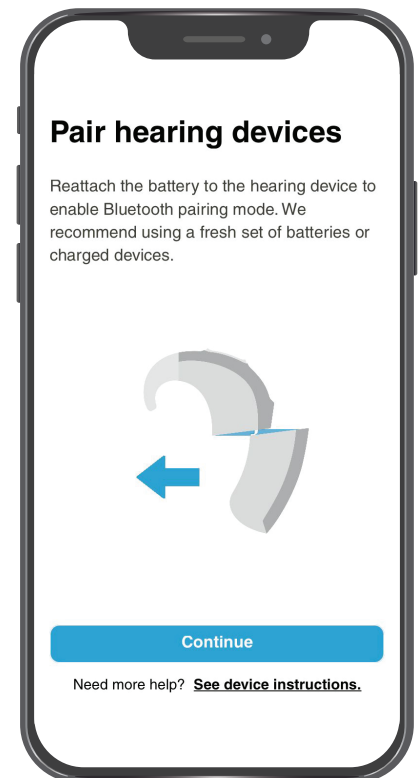 Pair hearing devices
Reattach the battery to the hearing device to
enable Bluetooth pairing mode. We
recommend using a fresh set of batteries or
charged devices.
Continue
Need more help? See device instructions.